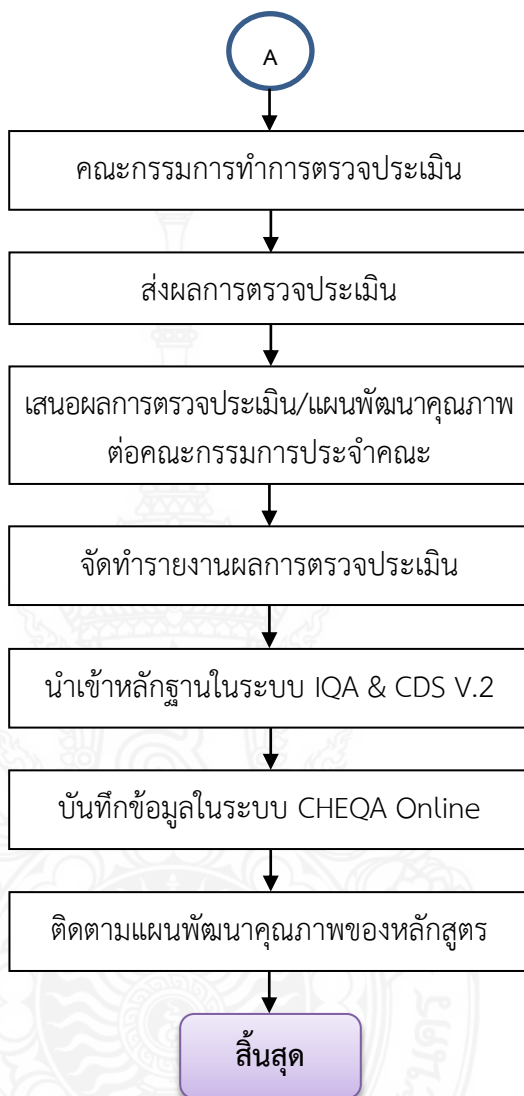 A
คณะกรรมการทำการตรวจประเมิน
ส่งผลการตรวจประเมิน
เสนอผลการตรวจประเมิน/แผนพัฒนาคุณภาพ
ต่อคณะกรรมการประจำคณะ
จัดทำรายงานผลการตรวจประเมิน
นำเข้าหลักฐานในระบบ IQA & CDS V.2
บันทึกข้อมูลในระบบ CHEQA Online
ติดตามแผนพัฒนาคุณภาพของหลักสูตร
สิ้นสุด